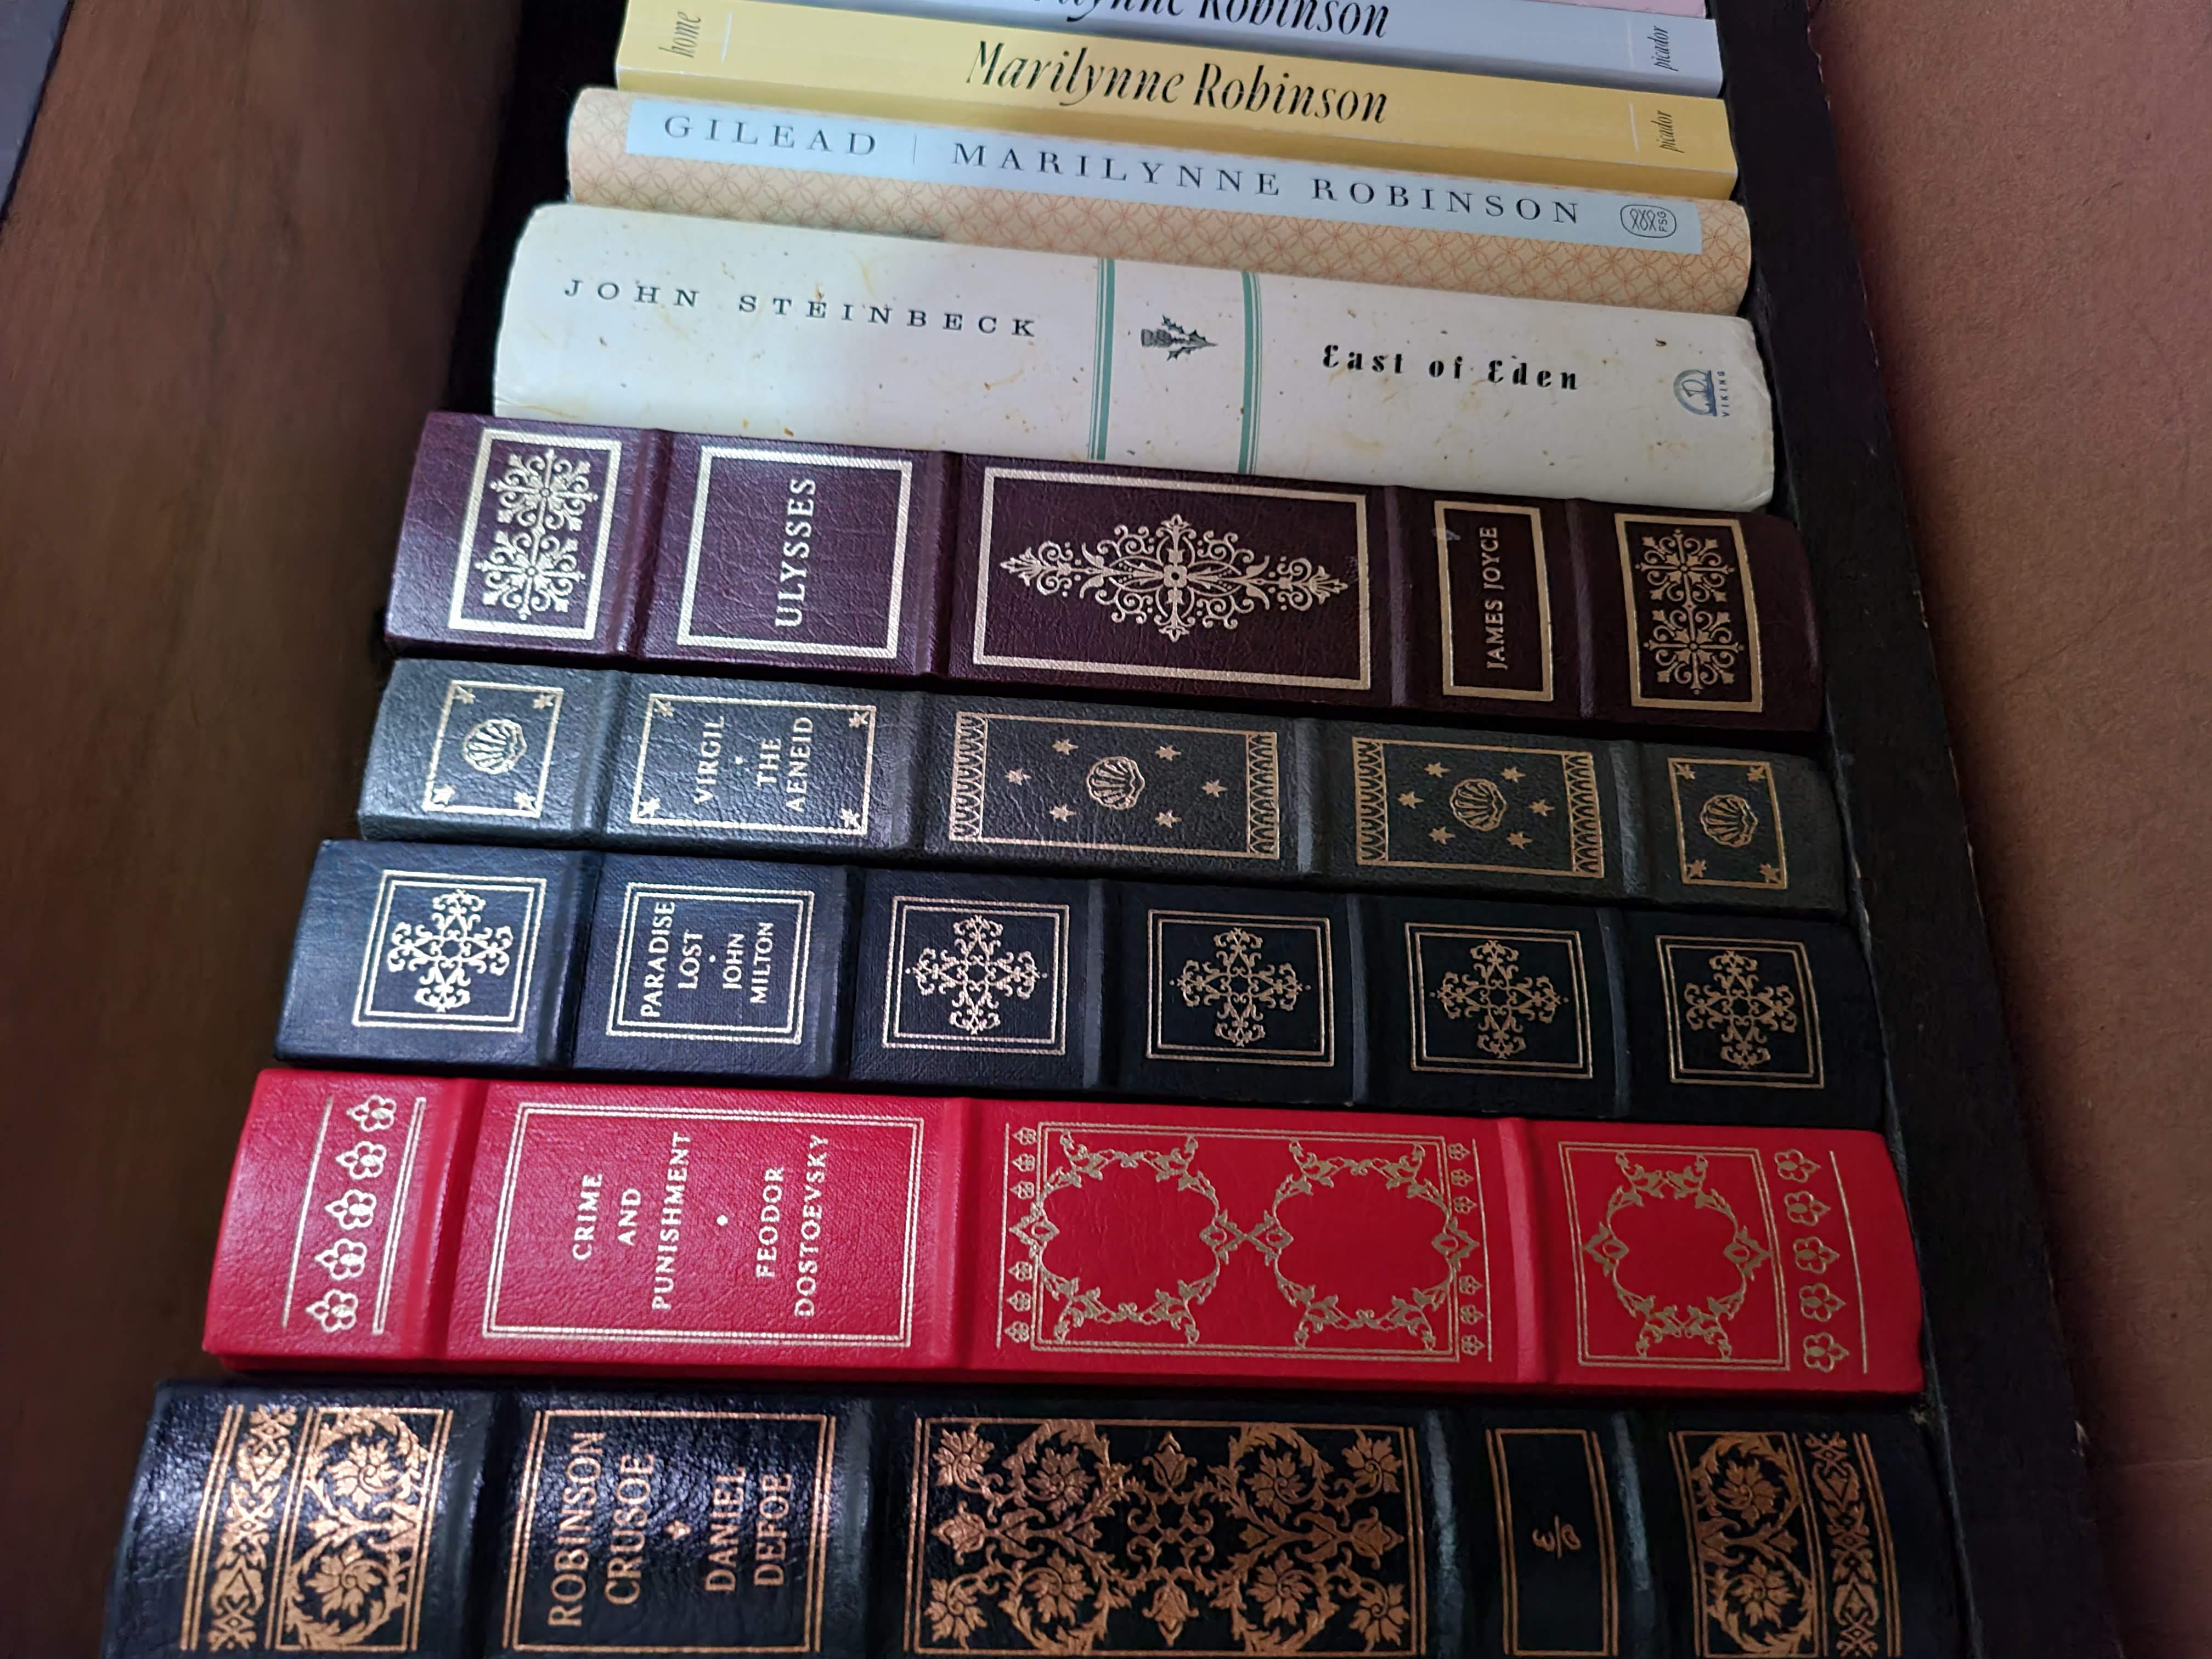 ROBINSON
CRUSOE
DANIEL
DEFOE
CRIME
AND
PUNISHMENT
•
FEODOR
DOSTOEVSKY
PARADISE
LOST
•
JOHN
MILTON
VIRGIL
•
THE
AENEID
ULYSSES
JAMES JOYCE
JOHN STEINBECK
East of Eden
VIKING
GILEAD | MARILYNNE ROBINSON
FSG
home
Marilynne Robinson
picador
Robinson
picador